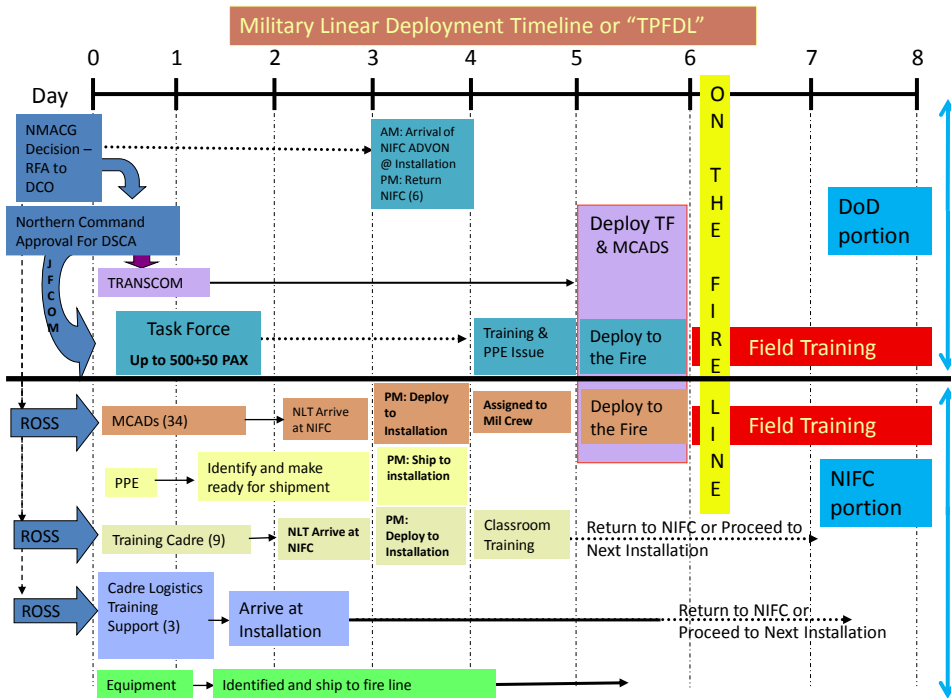 Military Linear Deployment Timeline or “TPFDL”
0 1 2 3 4 5 6 7 8
Day
NMACG
Decision –
RFA to
DCO
AM: Arrival of
NIFC ADVON
@ Installation
PM: Return
NIFC (6)
Northern Command
Approval For DSCA
JFCOM
TRANSCOM
Deploy TF
& MCADS
ON THE FIRE LINE
DoD
portion
Task Force
Up to 500+50 PAX
Training &
PPE Issue
Deploy to
the Fire
Field Training
ROSS
MCADs (34)
NLT Arrive
at NIFC
PM: Deploy
to
Installation
Assigned to
Mil Crew
Deploy to
the Fire
Field Training
PPE
Identify and make
ready for shipment
PM: Ship to
installation
NIFC
portion
ROSS
Training Cadre (9)
NLT Arrive at
NIFC
PM:
Deploy to
Installation
Classroom
Training
Return to NIFC or Proceed to
Next Installation
ROSS
Cadre Logistics
Training
Support (3)
Arrive at
Installation
Return to NIFC or
Proceed to Next Installation
Equipment
Identified and ship to fire line